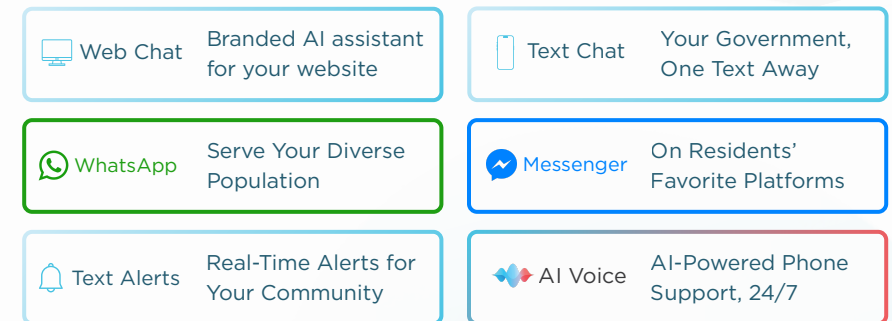 Web Chat
Branded AI assistant
for your website
Text Chat
Your Government,
One Text Away
WhatsApp
Serve Your Diverse
Population
Messenger
On Residents’
Favorite Platforms
Text Alerts
Real-Time Alerts for
Your Community
AI Voice
AI-Powered Phone
Support, 24/7